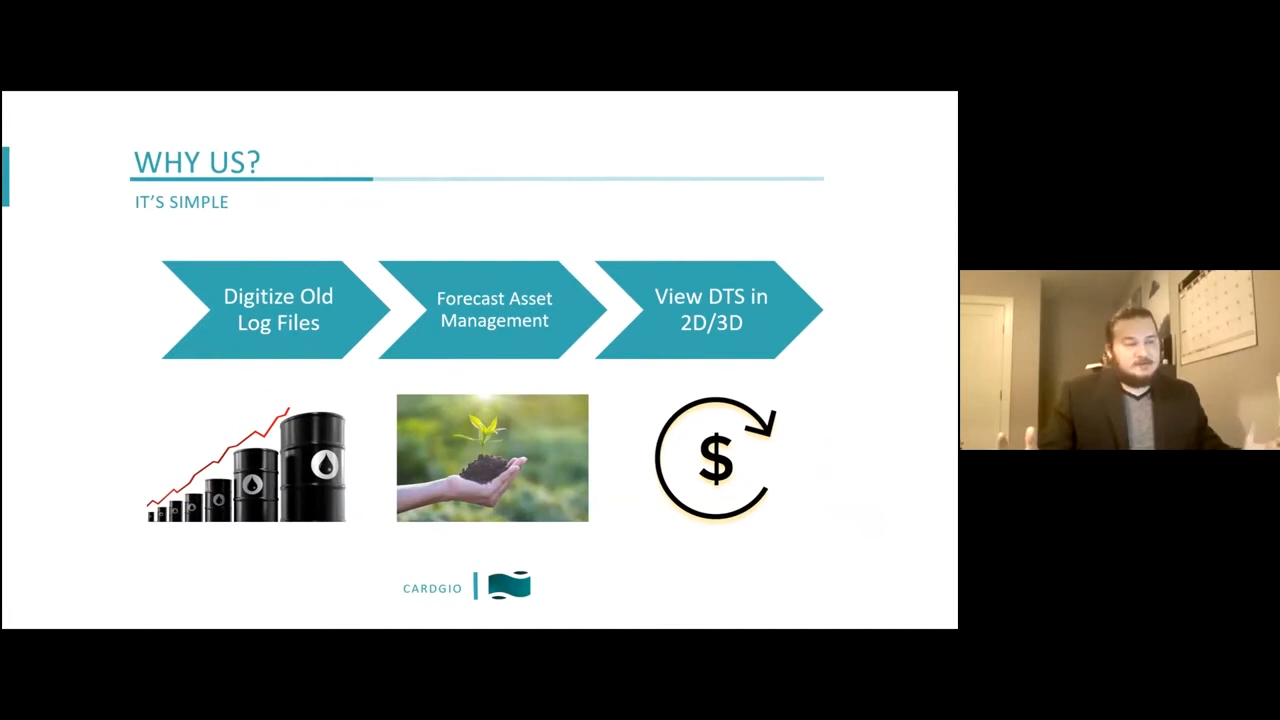 WHY US?
IT'S SIMPLE
Digitize Old
Log Files
Forecast Asset
Management
View DTS in
2D/3D
$
CARDGIO